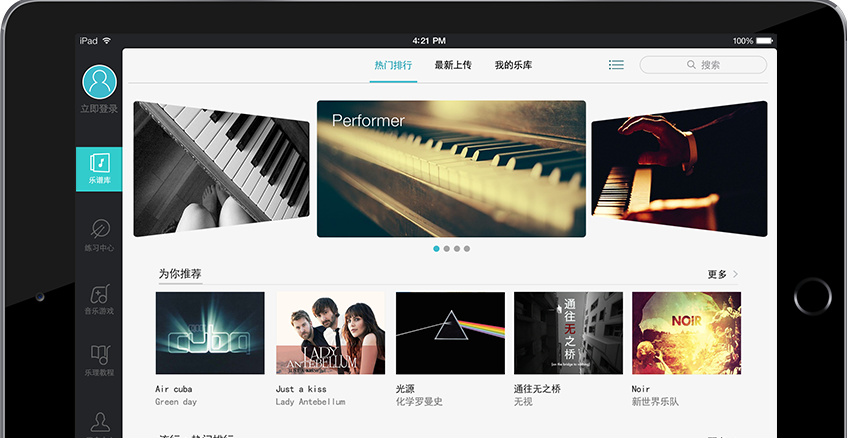 iPad
4:21 PM
100%
热门排行
最新上传
我的乐库
搜索
立即登录
乐谱库
练习中心
音乐游戏
乐理教程
Performer
为你推荐
更多
cuba
LADY
ANTEBELLUM
通往
无
之桥
NOiR
Air cuba
Just a kiss
光源
通往无之桥
Noir
Green day
Lady Antebellum
化学罗曼史
无视
新世界乐队